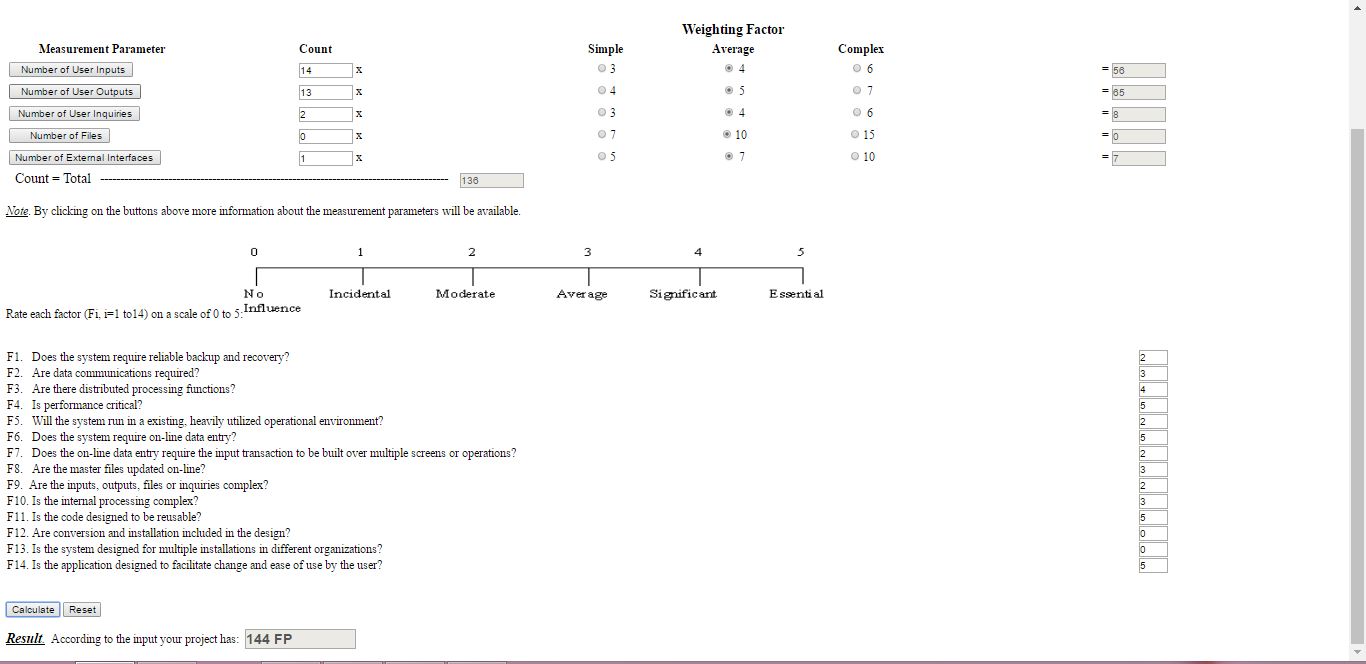 Weighting Factor
Measurement Parameter Count Simple Average Complex
Number of User Inputs 14 x 3 4 6 = 56
Number of User Outputs 13 x 4 5 7 = 65
Number of User Inquiries 2 x 3 4 6 = 8
Number of Files 0 x 7 10 15 = 0
Number of External Interfaces 1 x 5 7 10 = 7
Count = Total ---------------------------------------------------------------------------------------- 136
Note. By clicking on the buttons above more information about the measurement parameters will be available.
0 1 2 3 4 5
No Influence Incidental Moderate Average Significant Essential
Rate each factor (Fi, i=1 to14) on a scale of 0 to 5:
F1. Does the system require reliable backup and recovery? 2
F2. Are data communications required? 3
F3. Are there distributed processing functions? 4
F4. Is performance critical? 5
F5. Will the system run in a existing, heavily utilized operational environment? 2
F6. Does the system require on-line data entry? 5
F7. Does the on-line data entry require the input transaction to be built over multiple screens or operations? 2
F8. Are the master files updated on-line? 3
F9. Are the inputs, outputs, files or inquiries complex? 2
F10. Is the internal processing complex? 3
F11. Is the code designed to be reusable? 5
F12. Are conversion and installation included in the design? 0
F13. Is the system designed for multiple installations in different organizations? 0
F14. Is the application designed to facilitate change and ease of use by the user? 5
Calculate Reset
Result. According to the input your project has: 144 FP